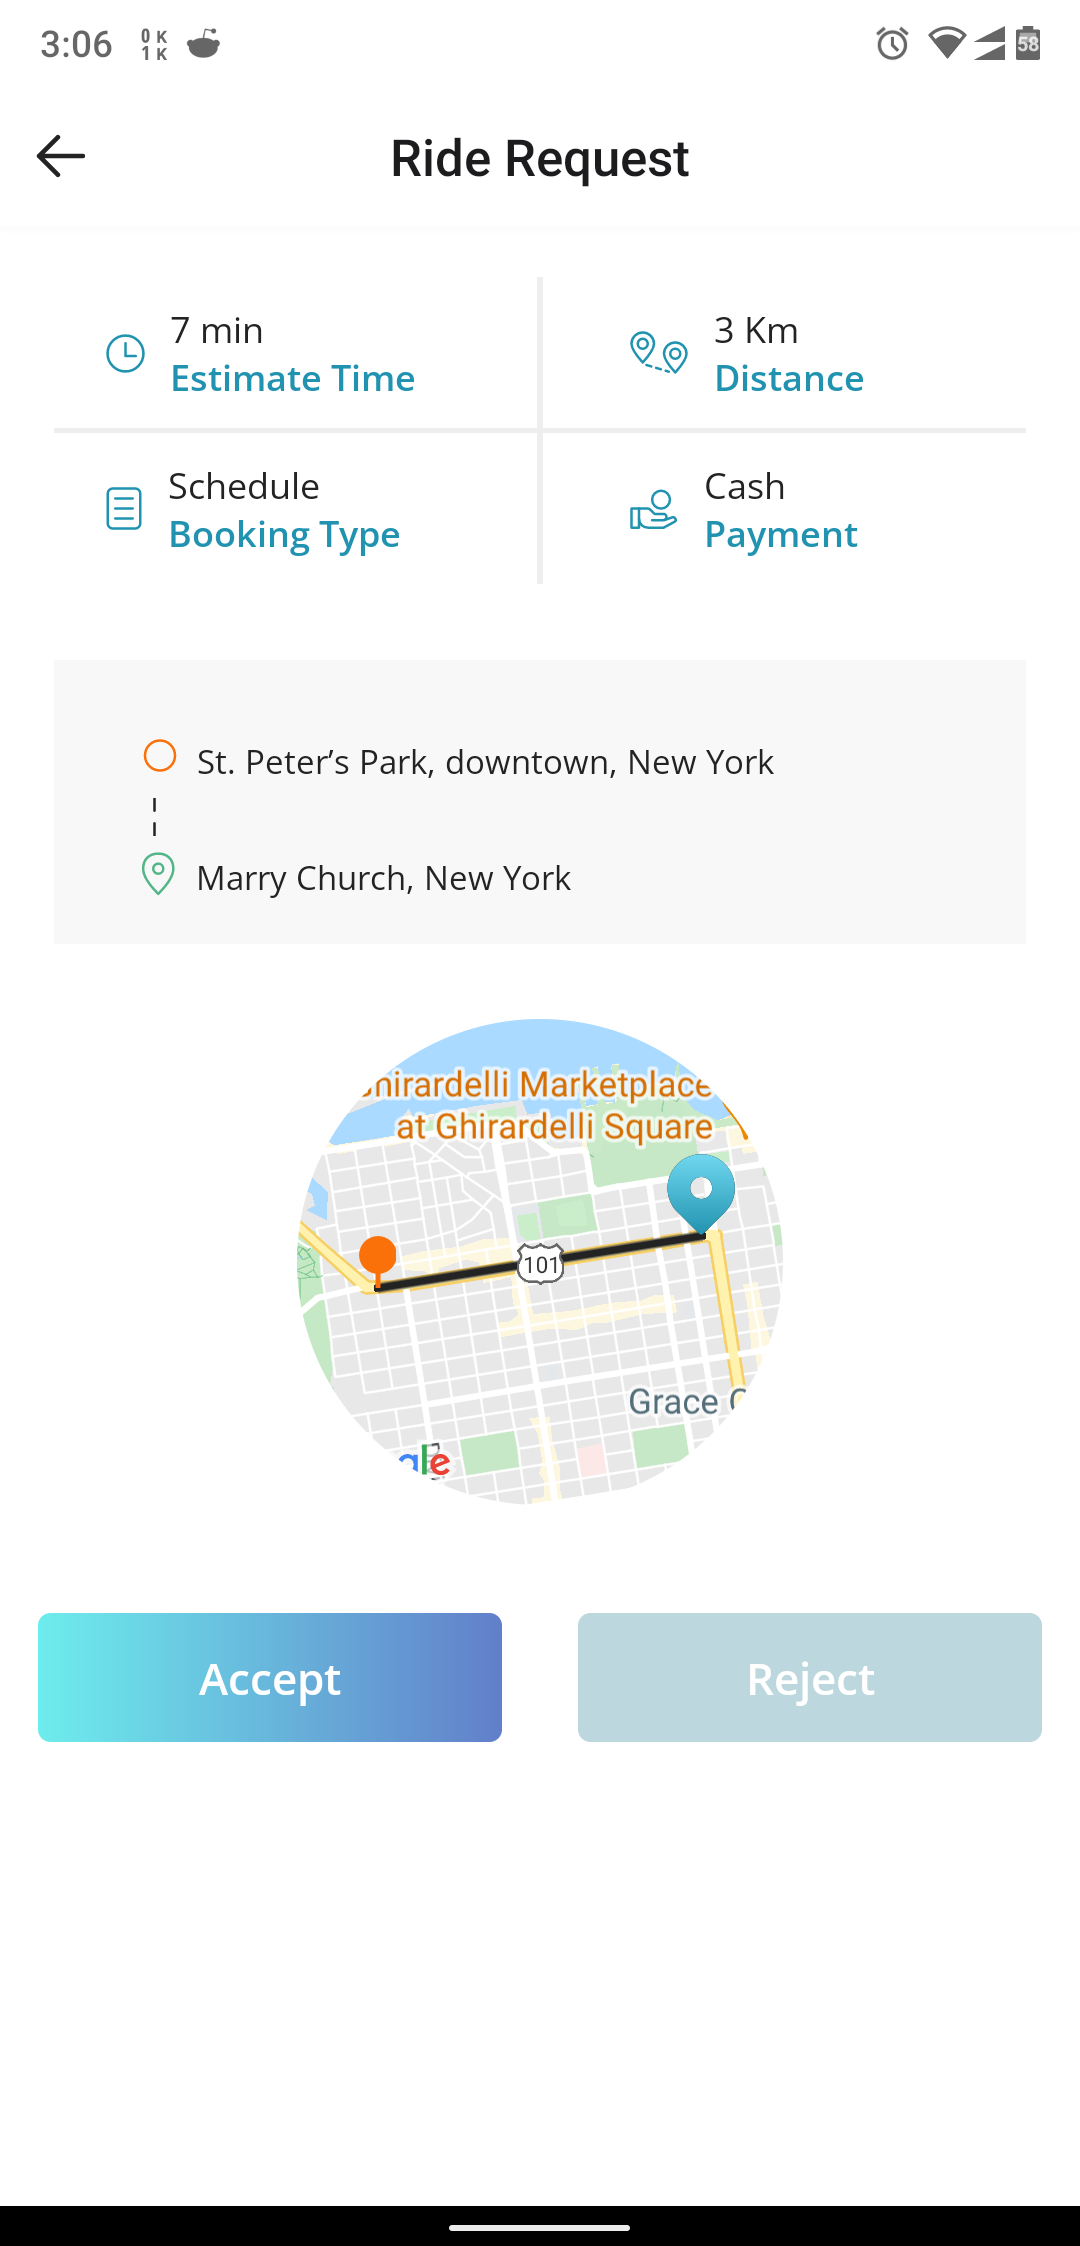 3:06
0 K
1 K
58
Ride Request
7 min
Estimate Time
3 Km
Distance
Schedule
Booking Type
Cash
Payment
St. Peter’s Park, downtown, New York
Marry Church, New York
hirardelli Marketplace
at Ghirardelli Square
101
Grace C
gle
Accept
Reject